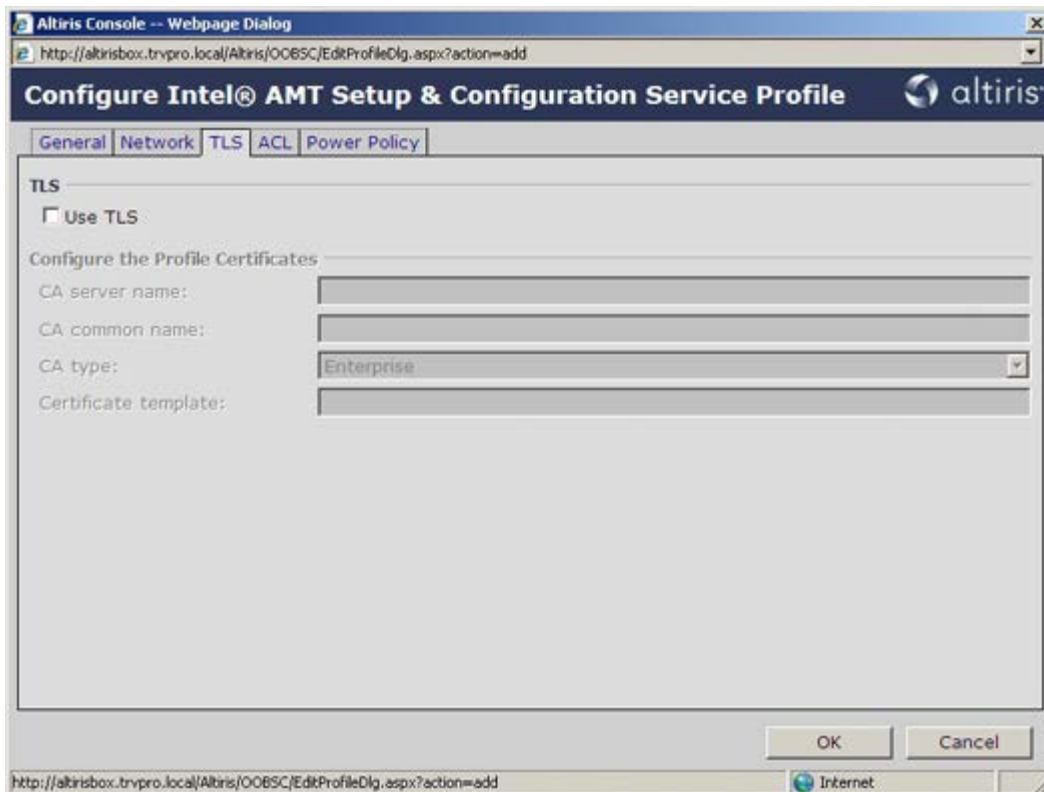 Altiris Console -- Webpage Dialog
http://altirisbox.trvpro.local/Altiris/OOBSC/EditProfileDlg.aspx?action=add
Configure Intel® AMT Setup & Configuration Service Profile altiris
General Network TLS ACL Power Policy
TLS
Use TLS
Configure the Profile Certificates
CA server name:
CA common name:
CA type: Enterprise
Certificate template:
OK Cancel
http://altirisbox.trvpro.local/Altiris/OOBSC/EditProfileDlg.aspx?action=add Internet